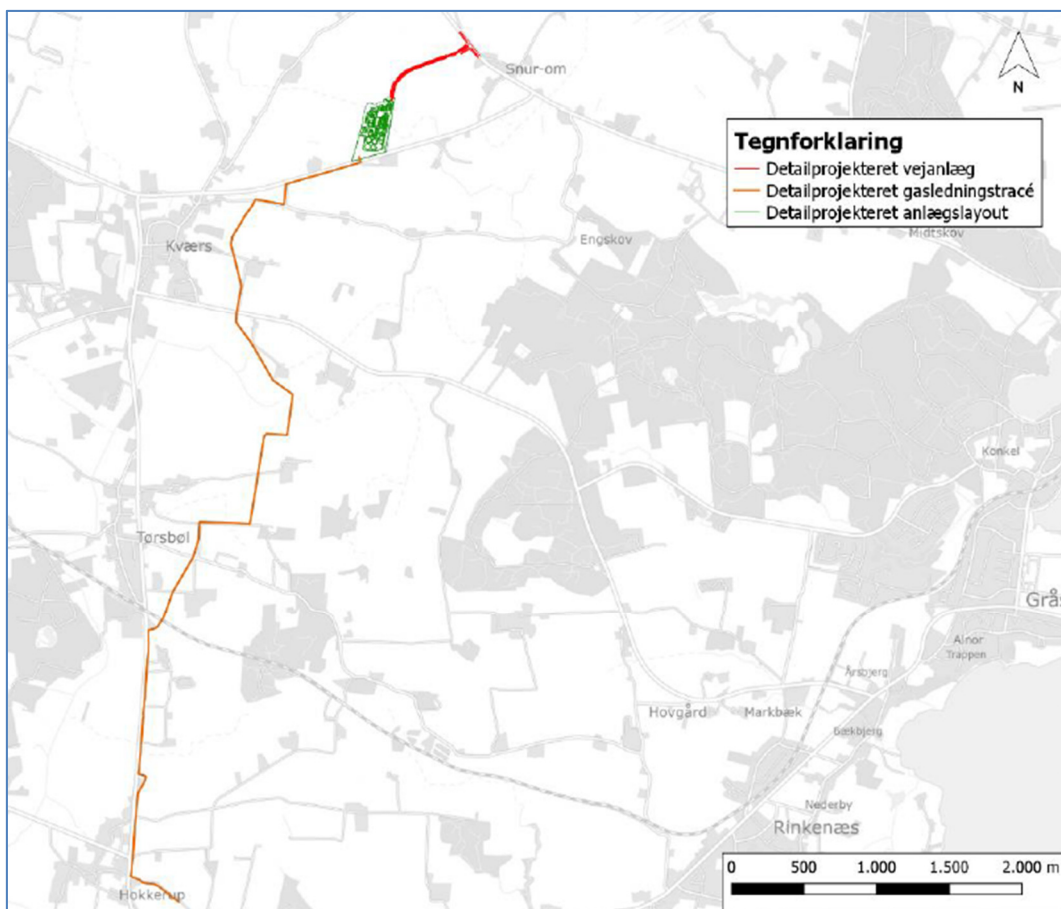 Snur-om
N
Tegnforklaring
Detailprojekteret vejanlæg
Detailprojekteret gasledningstracé
Detailprojekteret anlægslayout
Kværs
Engskov
Midtskov
Konkel
Tørsbøl
Grås
Alnor
Trappen
Årsbjerg
Hovgård
Markbæk
Bækbjerg
Nederby
Rinkenæs
0 500 1.000 1.500 2.000 m
Hokkerup